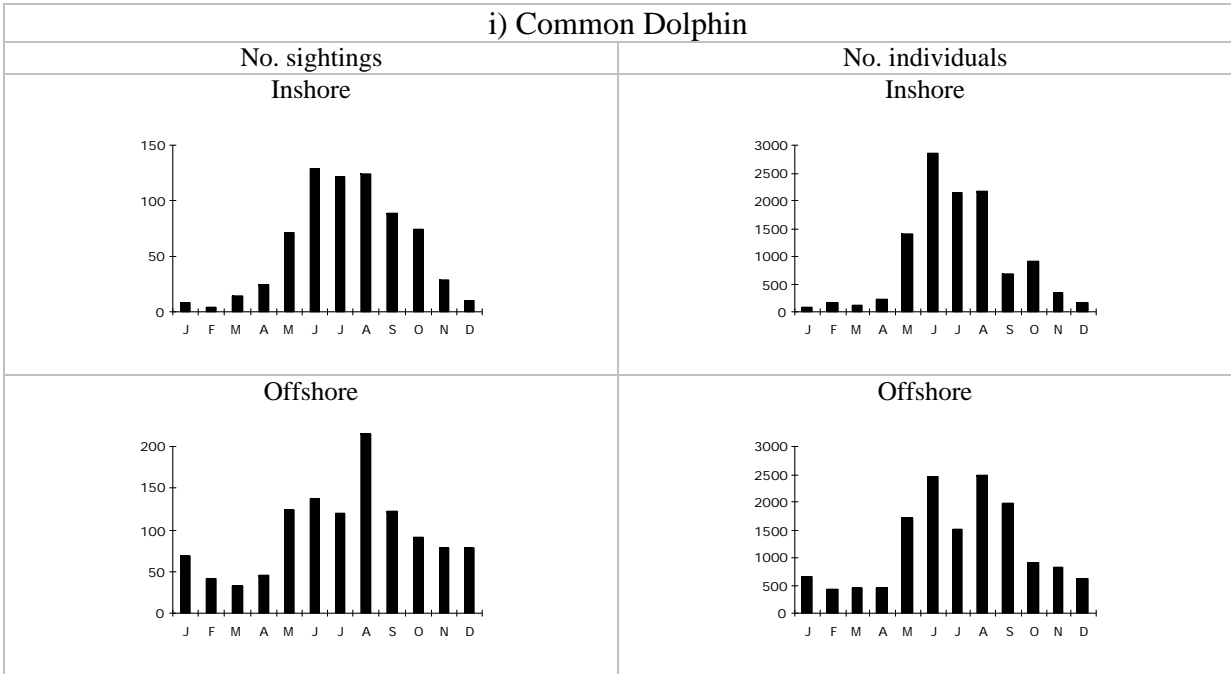 i) Common Dolphin
No. sightings
No. individuals
Inshore
150
100
50
0
J F M A M J J A S O N D
Inshore
3000
2500
2000
1500
1000
500
0
J F M A M J J A S O N D
Offshore
200
150
100
50
0
J F M A M J J A S O N D
Offshore
3000
2500
2000
1500
1000
500
0
J F M A M J J A S O N D